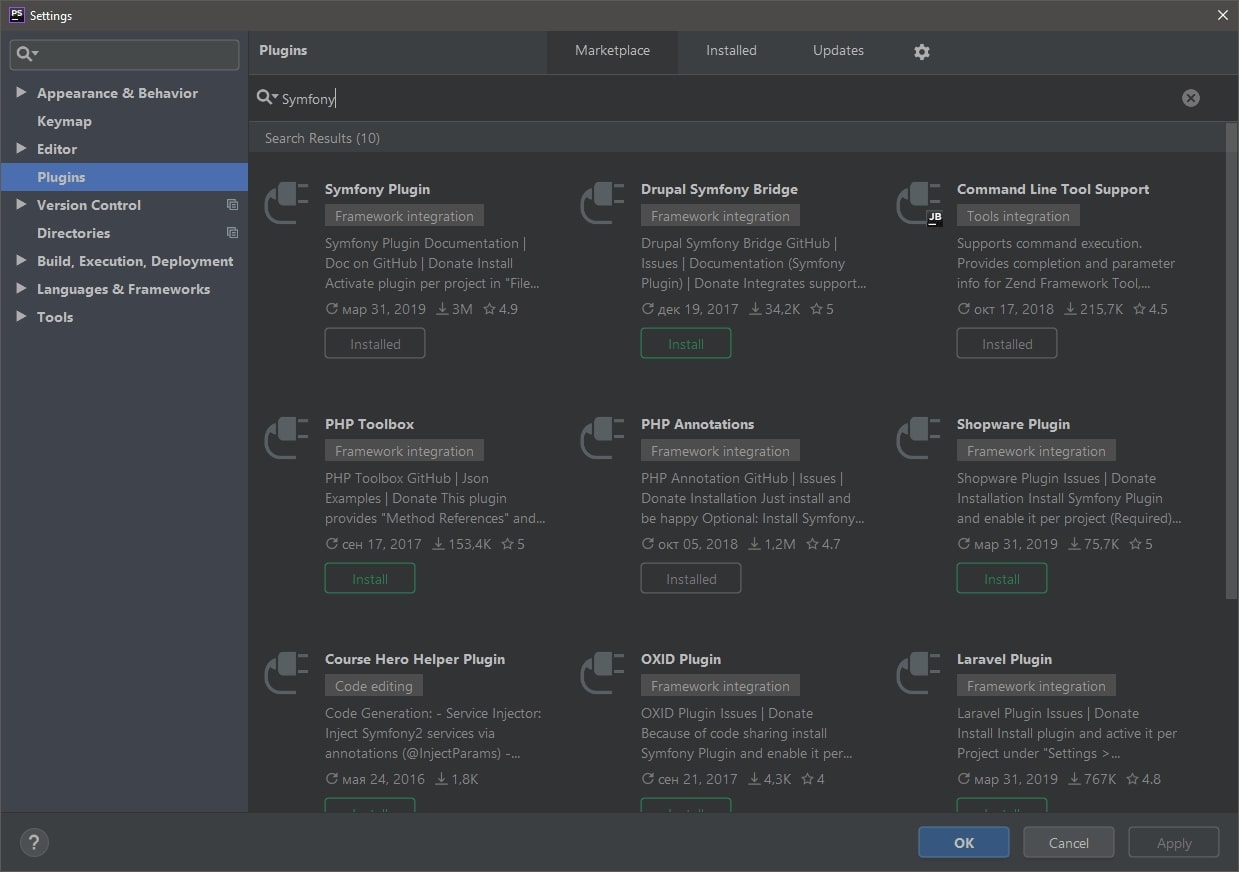 PS Settings
Appearance & Behavior
Keymap
Editor
Plugins
Version Control
Directories
Build, Execution, Deployment
Languages & Frameworks
Tools
Plugins Marketplace Installed Updates
Symfony
Search Results (10)
Symfony Plugin
Framework integration
Symfony Plugin Documentation |
Doc on GitHub | Donate Install
Activate plugin per project in "File...
мар 31, 2019 3M 4.9
Installed
Drupal Symfony Bridge
Framework integration
Drupal Symfony Bridge GitHub |
Issues | Documentation (Symfony
Plugin) | Donate Integrates support...
дек 19, 2017 34,2K 5
Install
JB
Command Line Tool Support
Tools integration
Supports command execution.
Provides completion and parameter
info for Zend Framework Tool,...
окт 17, 2018 215,7K 4.5
Installed
PHP Toolbox
Framework integration
PHP Toolbox GitHub | Json
Examples | Donate This plugin
provides "Method References" and...
сен 17, 2017 153,4K 5
Install
PHP Annotations
Framework integration
PHP Annotation GitHub | Issues |
Donate Installation Just install and
be happy Optional: Install Symfony...
окт 05, 2018 1,2M 4.7
Installed
Shopware Plugin
Framework integration
Shopware Plugin Issues | Donate
Installation Install Symfony Plugin
and enable it per project (Required)...
мар 31, 2019 75,7K 5
Install
Course Hero Helper Plugin
Code editing
Code Generation: - Service Injector:
Inject Symfony2 services via
annotations (@InjectParams) -...
мая 24, 2016 1,8K
OXID Plugin
Framework integration
OXID Plugin Issues | Donate
Because of code sharing install
Symfony Plugin and enable it per...
сен 21, 2017 4,3K 4
Laravel Plugin
Framework integration
Laravel Plugin Issues | Donate
Install Install plugin and active it per
Project under "Settings >...
мар 31, 2019 767K 4.8
? OK Cancel Apply